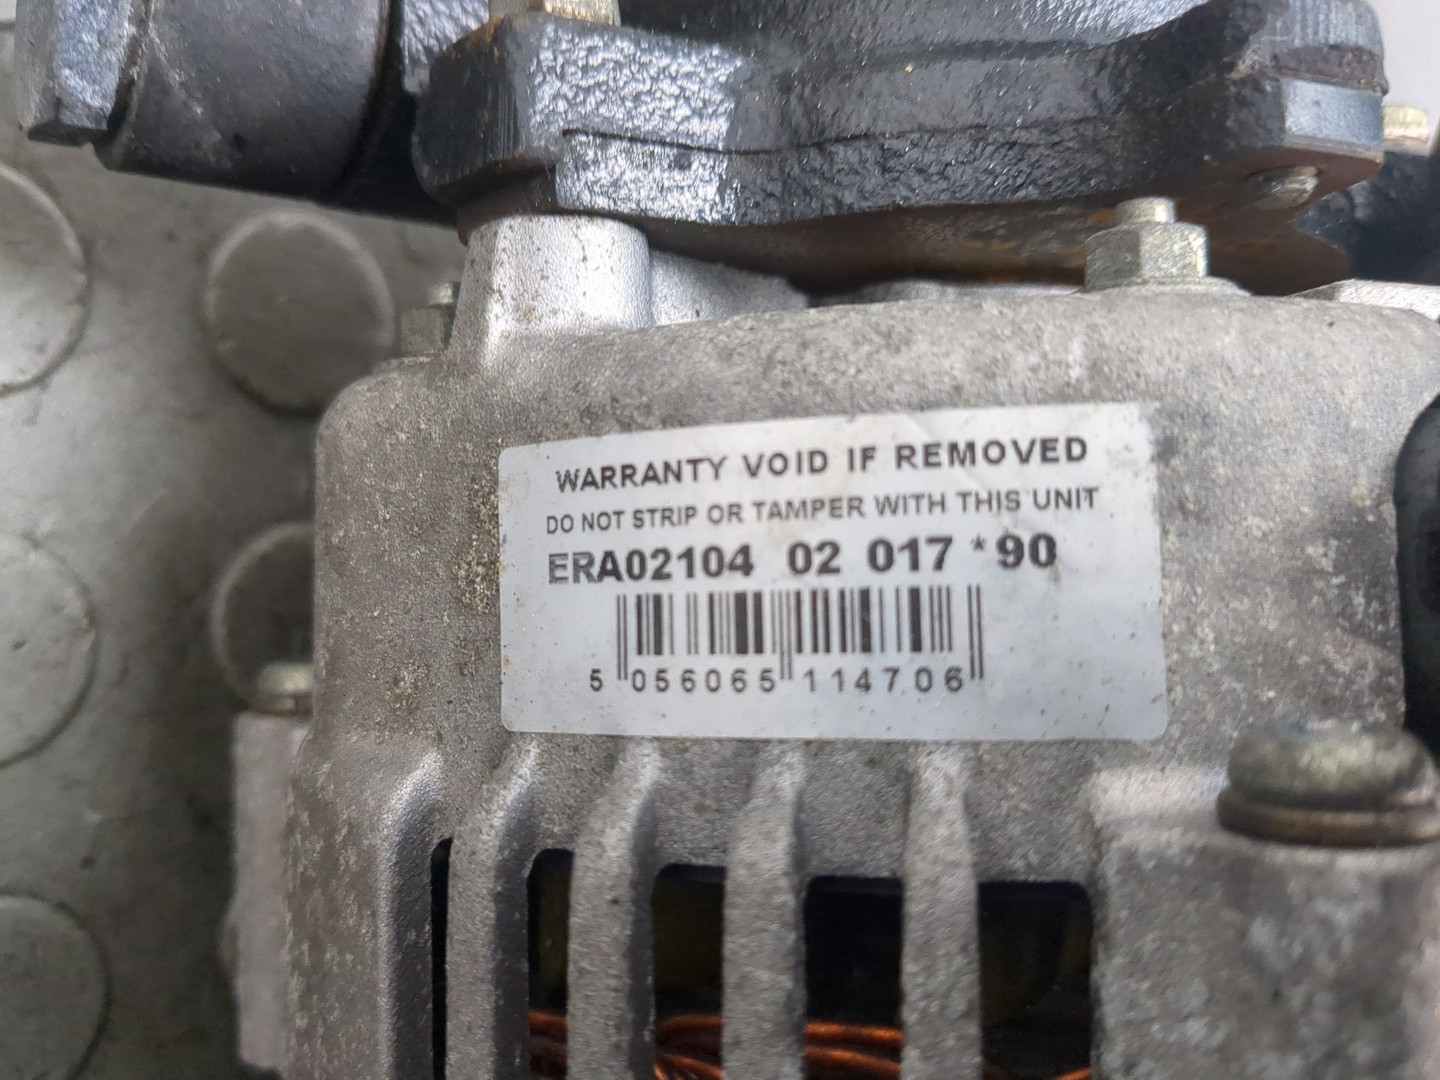 WARRANTY VOID IF REMOVED
DO NOT STRIP OR TAMPER WITH THIS UNIT
ERA02104 02 017 *90
5 056065 114706